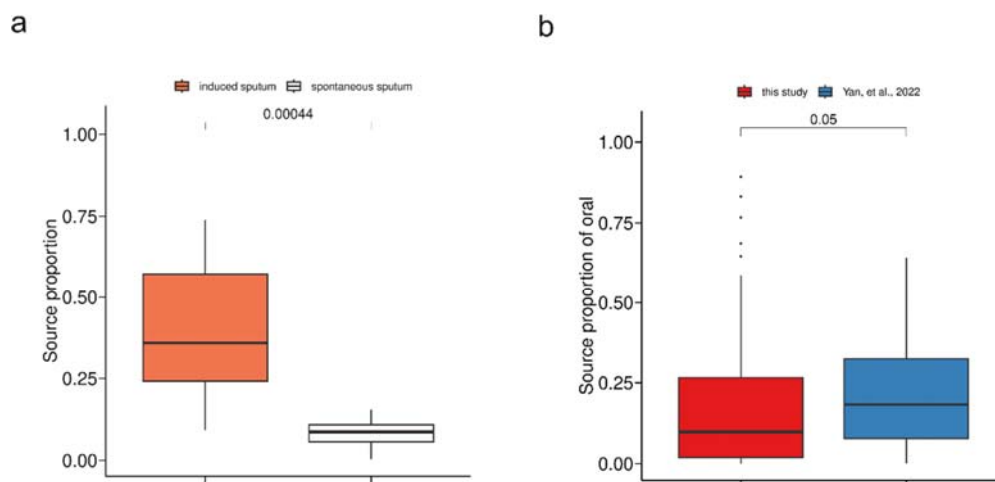 a
induced sputum spontaneous sputum
0.00044
1.00
0.75
0.50
0.25
0.00
Source proportion
b
this study Yan, et al., 2022
0.05
1.00
0.75
0.50
0.25
0.00
Source proportion of oral